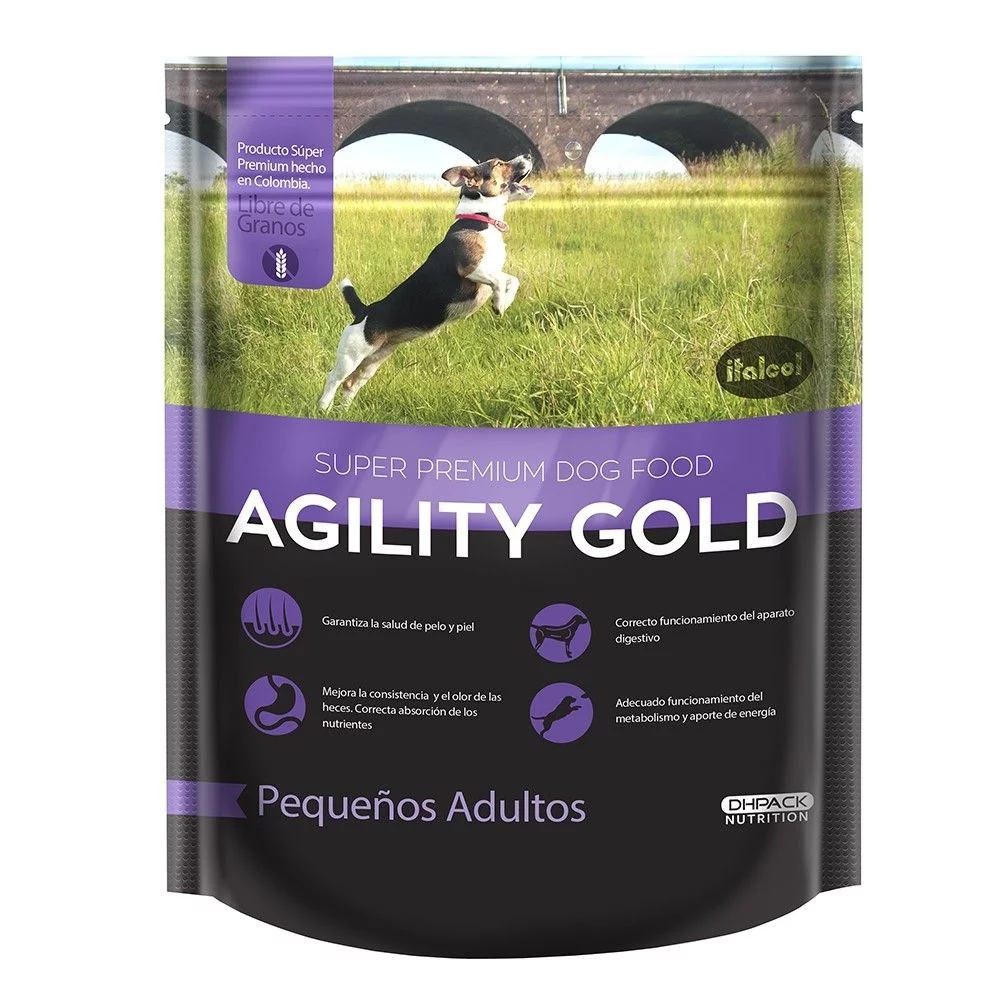 Producto Súper
Premium hecho
en Colombia.
Libre de
Granos
italcol
SUPER PREMIUM DOG FOOD
AGILITY GOLD
Garantiza la salud de pelo y piel
Correcto funcionamiento del aparato
digestivo
Mejora la consistencia y el olor de las
heces. Correcta absorción de los
nutrientes
Adecuado funcionamiento del
metabolismo y aporte de energía
Pequeños Adultos
DHPACK
NUTRITION